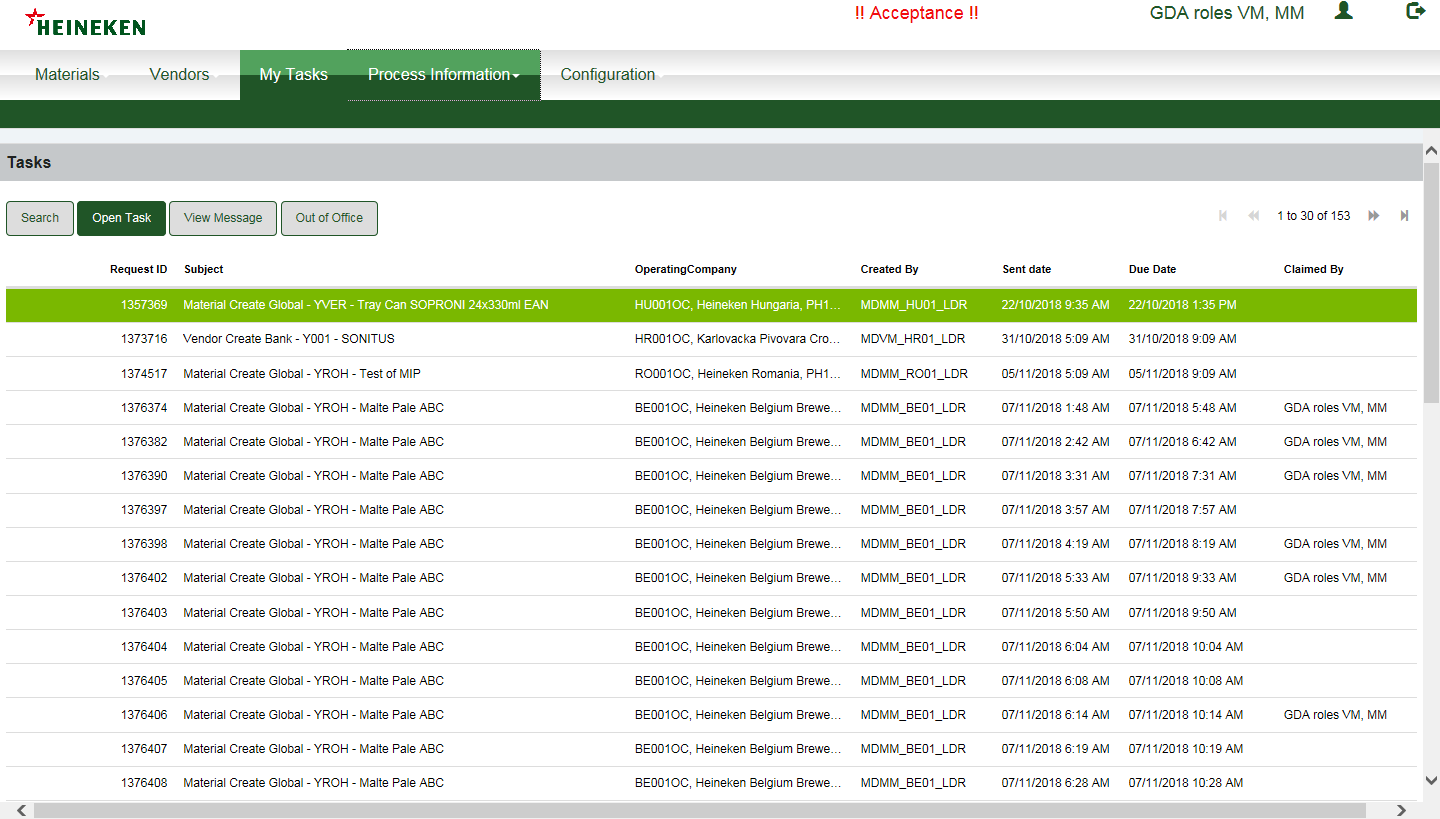 HEINEKEN
!! Acceptance !!
GDA roles VM, MM
Materials Vendors My Tasks Process Information Configuration
Tasks
Search Open Task View Message Out of Office 1 to 30 of 153
Request ID Subject OperatingCompany Created By Sent date Due Date Claimed By
1357369 Material Create Global - YVER - Tray Can SOPRONI 24x330ml EAN HU001OC, Heineken Hungaria, PH1... MDMM_HU01_LDR 22/10/2018 9:35 AM 22/10/2018 1:35 PM
1373716 Vendor Create Bank - Y001 - SONITUS HR001OC, Karlovacka Pivovara Cro... MDVM_HR01_LDR 31/10/2018 5:09 AM 31/10/2018 9:09 AM
1374517 Material Create Global - YROH - Test of MIP RO001OC, Heineken Romania, PH1... MDMM_RO01_LDR 05/11/2018 5:09 AM 05/11/2018 9:09 AM
1376374 Material Create Global - YROH - Malte Pale ABC BE001OC, Heineken Belgium Brewe... MDMM_BE01_LDR 07/11/2018 1:48 AM 07/11/2018 5:48 AM GDA roles VM, MM
1376382 Material Create Global - YROH - Malte Pale ABC BE001OC, Heineken Belgium Brewe... MDMM_BE01_LDR 07/11/2018 2:42 AM 07/11/2018 6:42 AM GDA roles VM, MM
1376390 Material Create Global - YROH - Malte Pale ABC BE001OC, Heineken Belgium Brewe... MDMM_BE01_LDR 07/11/2018 3:31 AM 07/11/2018 7:31 AM GDA roles VM, MM
1376397 Material Create Global - YROH - Malte Pale ABC BE001OC, Heineken Belgium Brewe... MDMM_BE01_LDR 07/11/2018 3:57 AM 07/11/2018 7:57 AM
1376398 Material Create Global - YROH - Malte Pale ABC BE001OC, Heineken Belgium Brewe... MDMM_BE01_LDR 07/11/2018 4:19 AM 07/11/2018 8:19 AM GDA roles VM, MM
1376402 Material Create Global - YROH - Malte Pale ABC BE001OC, Heineken Belgium Brewe... MDMM_BE01_LDR 07/11/2018 5:33 AM 07/11/2018 9:33 AM GDA roles VM, MM
1376403 Material Create Global - YROH - Malte Pale ABC BE001OC, Heineken Belgium Brewe... MDMM_BE01_LDR 07/11/2018 5:50 AM 07/11/2018 9:50 AM
1376404 Material Create Global - YROH - Malte Pale ABC BE001OC, Heineken Belgium Brewe... MDMM_BE01_LDR 07/11/2018 6:04 AM 07/11/2018 10:04 AM
1376405 Material Create Global - YROH - Malte Pale ABC BE001OC, Heineken Belgium Brewe... MDMM_BE01_LDR 07/11/2018 6:08 AM 07/11/2018 10:08 AM
1376406 Material Create Global - YROH - Malte Pale ABC BE001OC, Heineken Belgium Brewe... MDMM_BE01_LDR 07/11/2018 6:14 AM 07/11/2018 10:14 AM GDA roles VM, MM
1376407 Material Create Global - YROH - Malte Pale ABC BE001OC, Heineken Belgium Brewe... MDMM_BE01_LDR 07/11/2018 6:19 AM 07/11/2018 10:19 AM
1376408 Material Create Global - YROH - Malte Pale ABC BE001OC, Heineken Belgium Brewe... MDMM_BE01_LDR 07/11/2018 6:28 AM 07/11/2018 10:28 AM